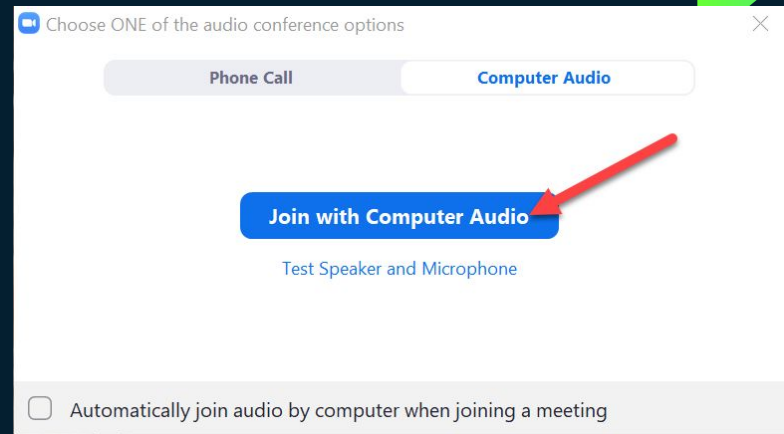 Choose ONE of the audio conference options
Phone Call
Computer Audio
Join with Computer Audio
Test Speaker and Microphone
Automatically join audio by computer when joining a meeting